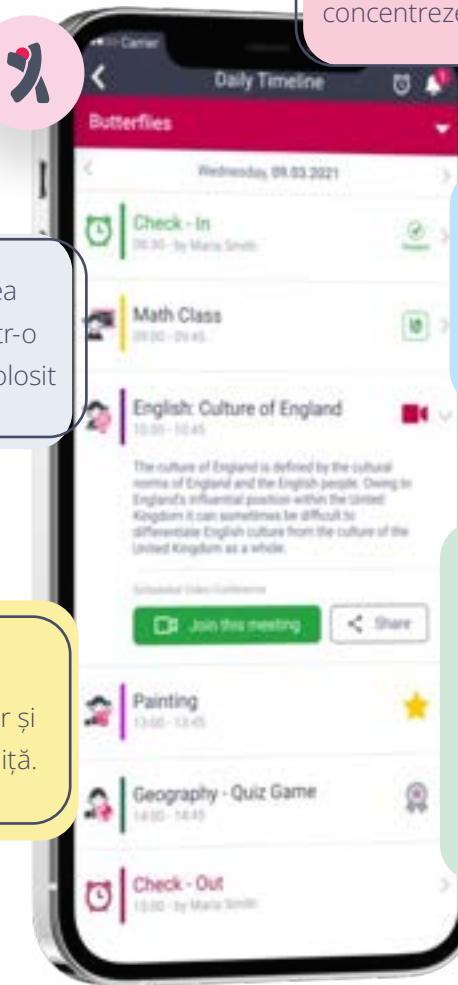 concentreze
Carrier
Daily Timeline
Butterflies
Wednesday, 09.03.2021
Check - In
08:30 - by Maria Smith
ea
tr-o
olosit
Math Class
09:00 - 09:45
English: Culture of England
10:00 - 10:45
The culture of England is defined by the cultural
norms of England and the English people. Owing to
England's influential position within the United
Kingdom it can sometimes be difficult to
differentiate English culture from the culture of the
United Kingdom as a whole.
Scheduled Video Conference
Join this meeting
Share
r și
iță.
Painting
13:00 - 13:45
Geography - Quiz Game
14:00 - 14:45
Check - Out
15:00 - by Maria Smith